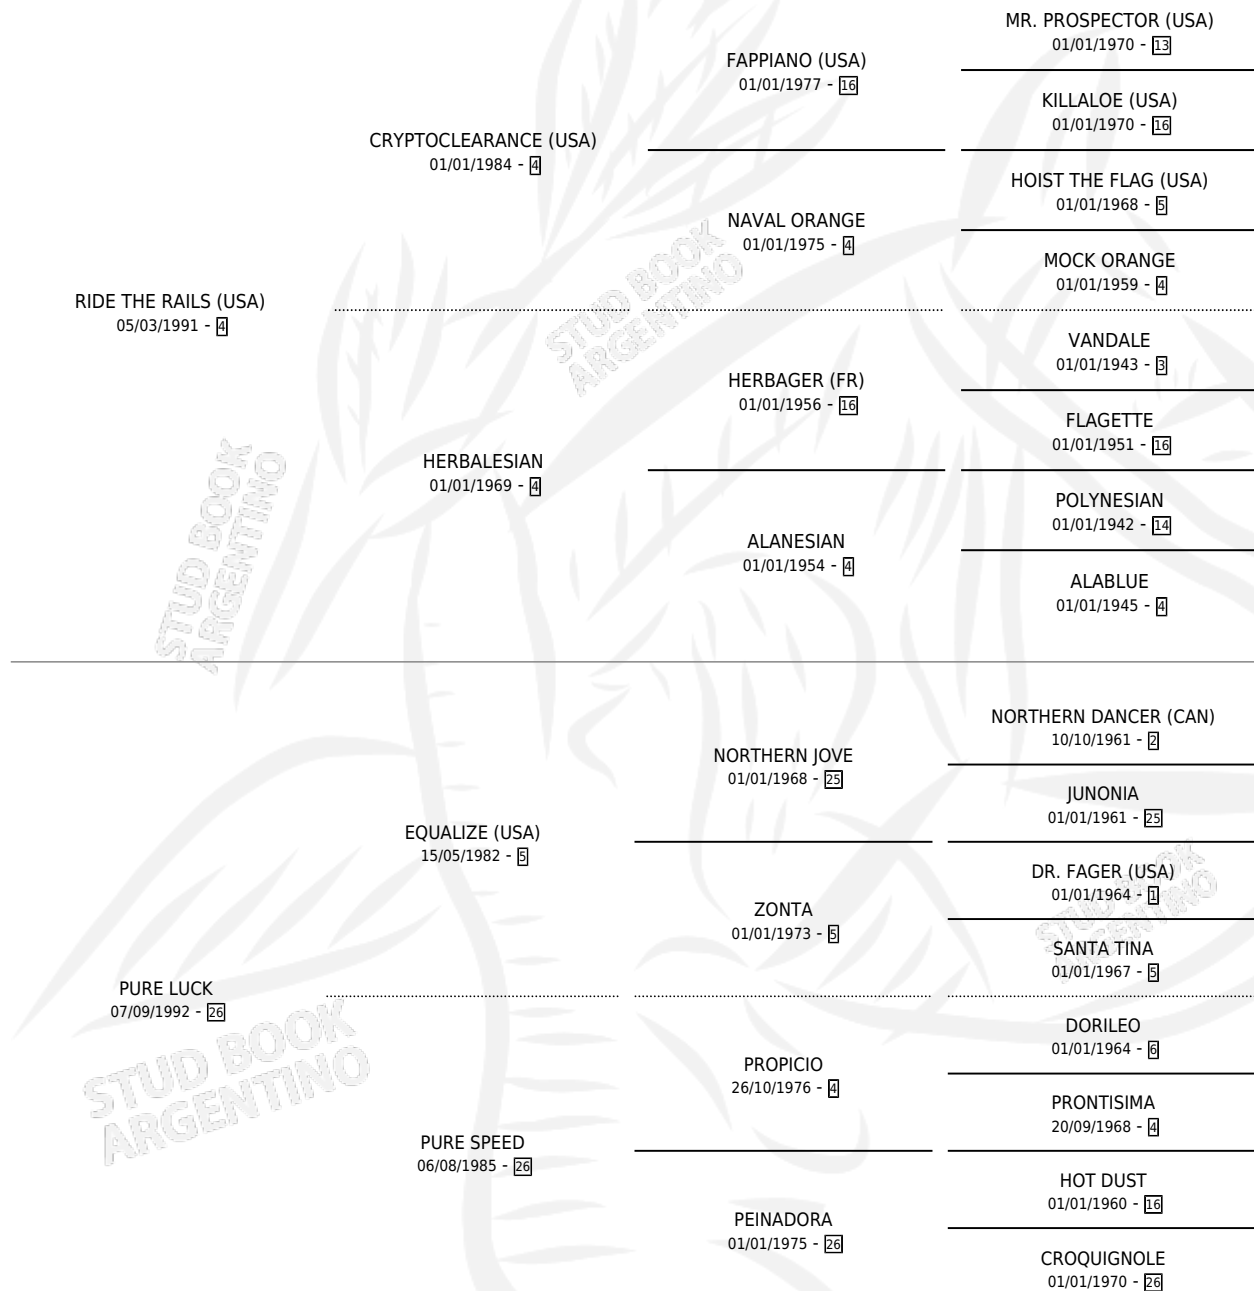 MR. PROSPECTOR (USA)
01/01/1970 - 13
FAPPIANO (USA)
01/01/1977 - 16
KILLALOE (USA)
01/01/1970 - 16
CRYPTOCLEARANCE (USA)
01/01/1984 - 4
HOIST THE FLAG (USA)
01/01/1968 - 5
NAVAL ORANGE
01/01/1975 - 4
MOCK ORANGE
01/01/1959 - 4
RIDE THE RAILS (USA)
05/03/1991 - 4
VANDALE
01/01/1943 - 3
HERBAGER (FR)
01/01/1956 - 16
FLAGETTE
01/01/1951 - 16
HERBALESIAN
01/01/1969 - 4
POLYNESIAN
01/01/1942 - 14
ALANESIAN
01/01/1954 - 4
ALABLUE
01/01/1945 - 4
STUD BOOK
ARGENTINO
STUD BOOK
ARGENTINO
NORTHERN DANCER (CAN)
10/10/1961 - 2
NORTHERN JOVE
01/01/1968 - 25
JUNONIA
01/01/1961 - 25
EQUALIZE (USA)
15/05/1982 - 5
DR. FAGER (USA)
01/01/1964 - 1
ZONTA
01/01/1973 - 5
SANTA TINA
01/01/1967 - 5
STUD BOOK
ARGENTINO
PURE LUCK
07/09/1992 - 26
DORILEO
01/01/1964 - 6
PROPICIO
26/10/1976 - 4
PRONTISIMA
20/09/1968 - 4
PURE SPEED
06/08/1985 - 26
HOT DUST
01/01/1960 - 16
PEINADORA
01/01/1975 - 26
CROQUIGNOLE
01/01/1970 - 26
STUD BOOK
ARGENTINO